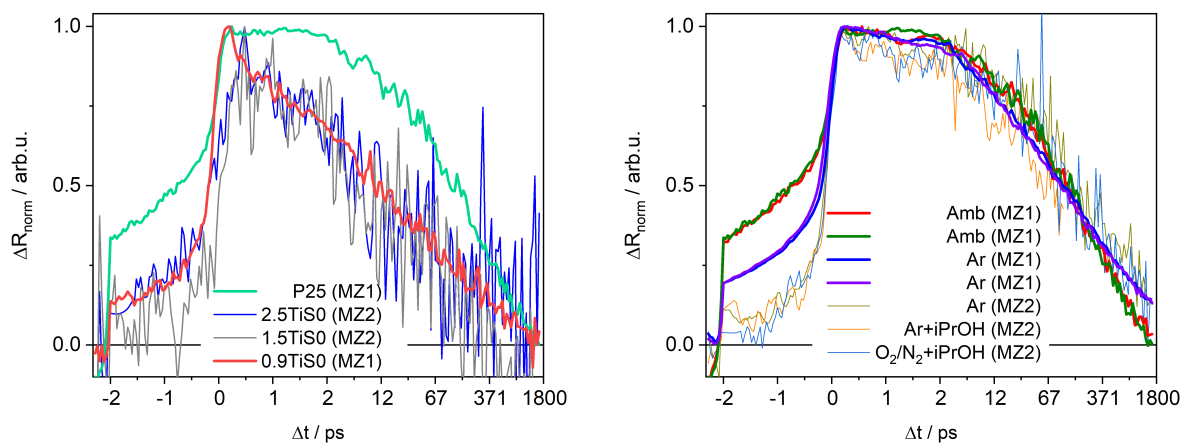 1.0
0.5
0.0
ΔRnorm / arb.u.
P25 (MZ1)
2.5TiS0 (MZ2)
1.5TiS0 (MZ2)
0.9TiS0 (MZ1)
-2 -1 0 1 2 12 67 371 1800
Δt / ps
1.0
0.5
0.0
ΔRnorm / arb.u.
Amb (MZ1)
Amb (MZ1)
Ar (MZ1)
Ar (MZ1)
Ar (MZ2)
Ar+iPrOH (MZ2)
O2/N2+iPrOH (MZ2)
-2 -1 0 1 2 12 67 371 1800
Δt / ps